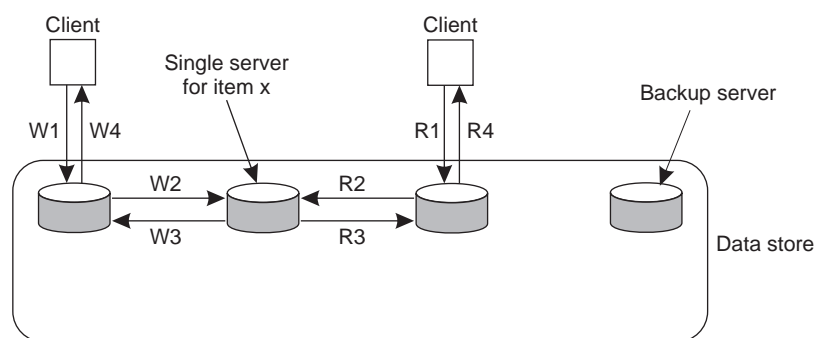 Client
Client
Single server
for item x
Backup server
W1
W4
R1
R4
W2
R2
W3
R3
Data store